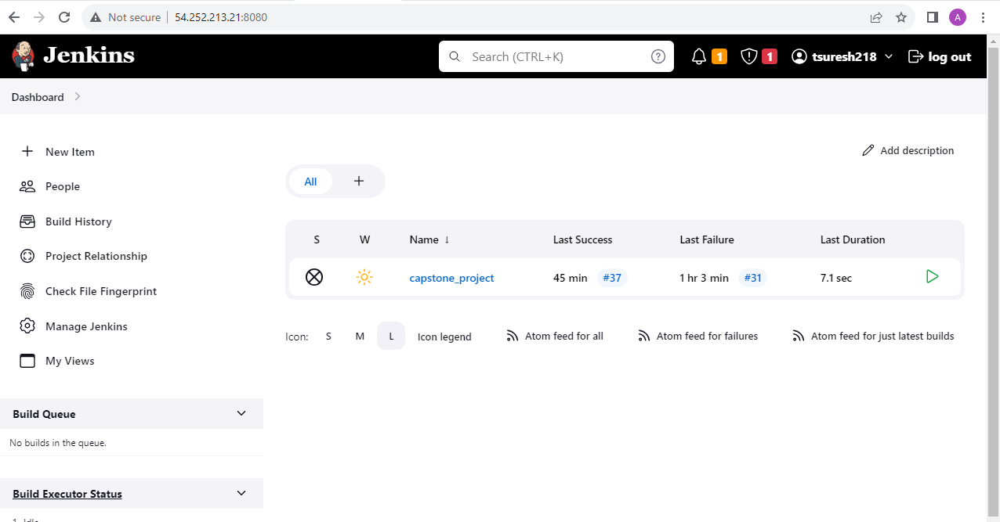 Not secure 54.252.213.21:8080 A
Jenkins Search (CTRL+K) ? 1 1 tsuresh218 log out
Dashboard
New Item
Add description
All +
People
Build History
S W Name ↓ Last Success Last Failure Last Duration
Project Relationship
capstone_project 45 min #37 1 hr 3 min #31 7.1 sec
Check File Fingerprint
Manage Jenkins
Icon: S M L Icon legend Atom feed for all Atom feed for failures Atom feed for just latest builds
My Views
Build Queue
No builds in the queue.
Build Executor Status
1 Idle